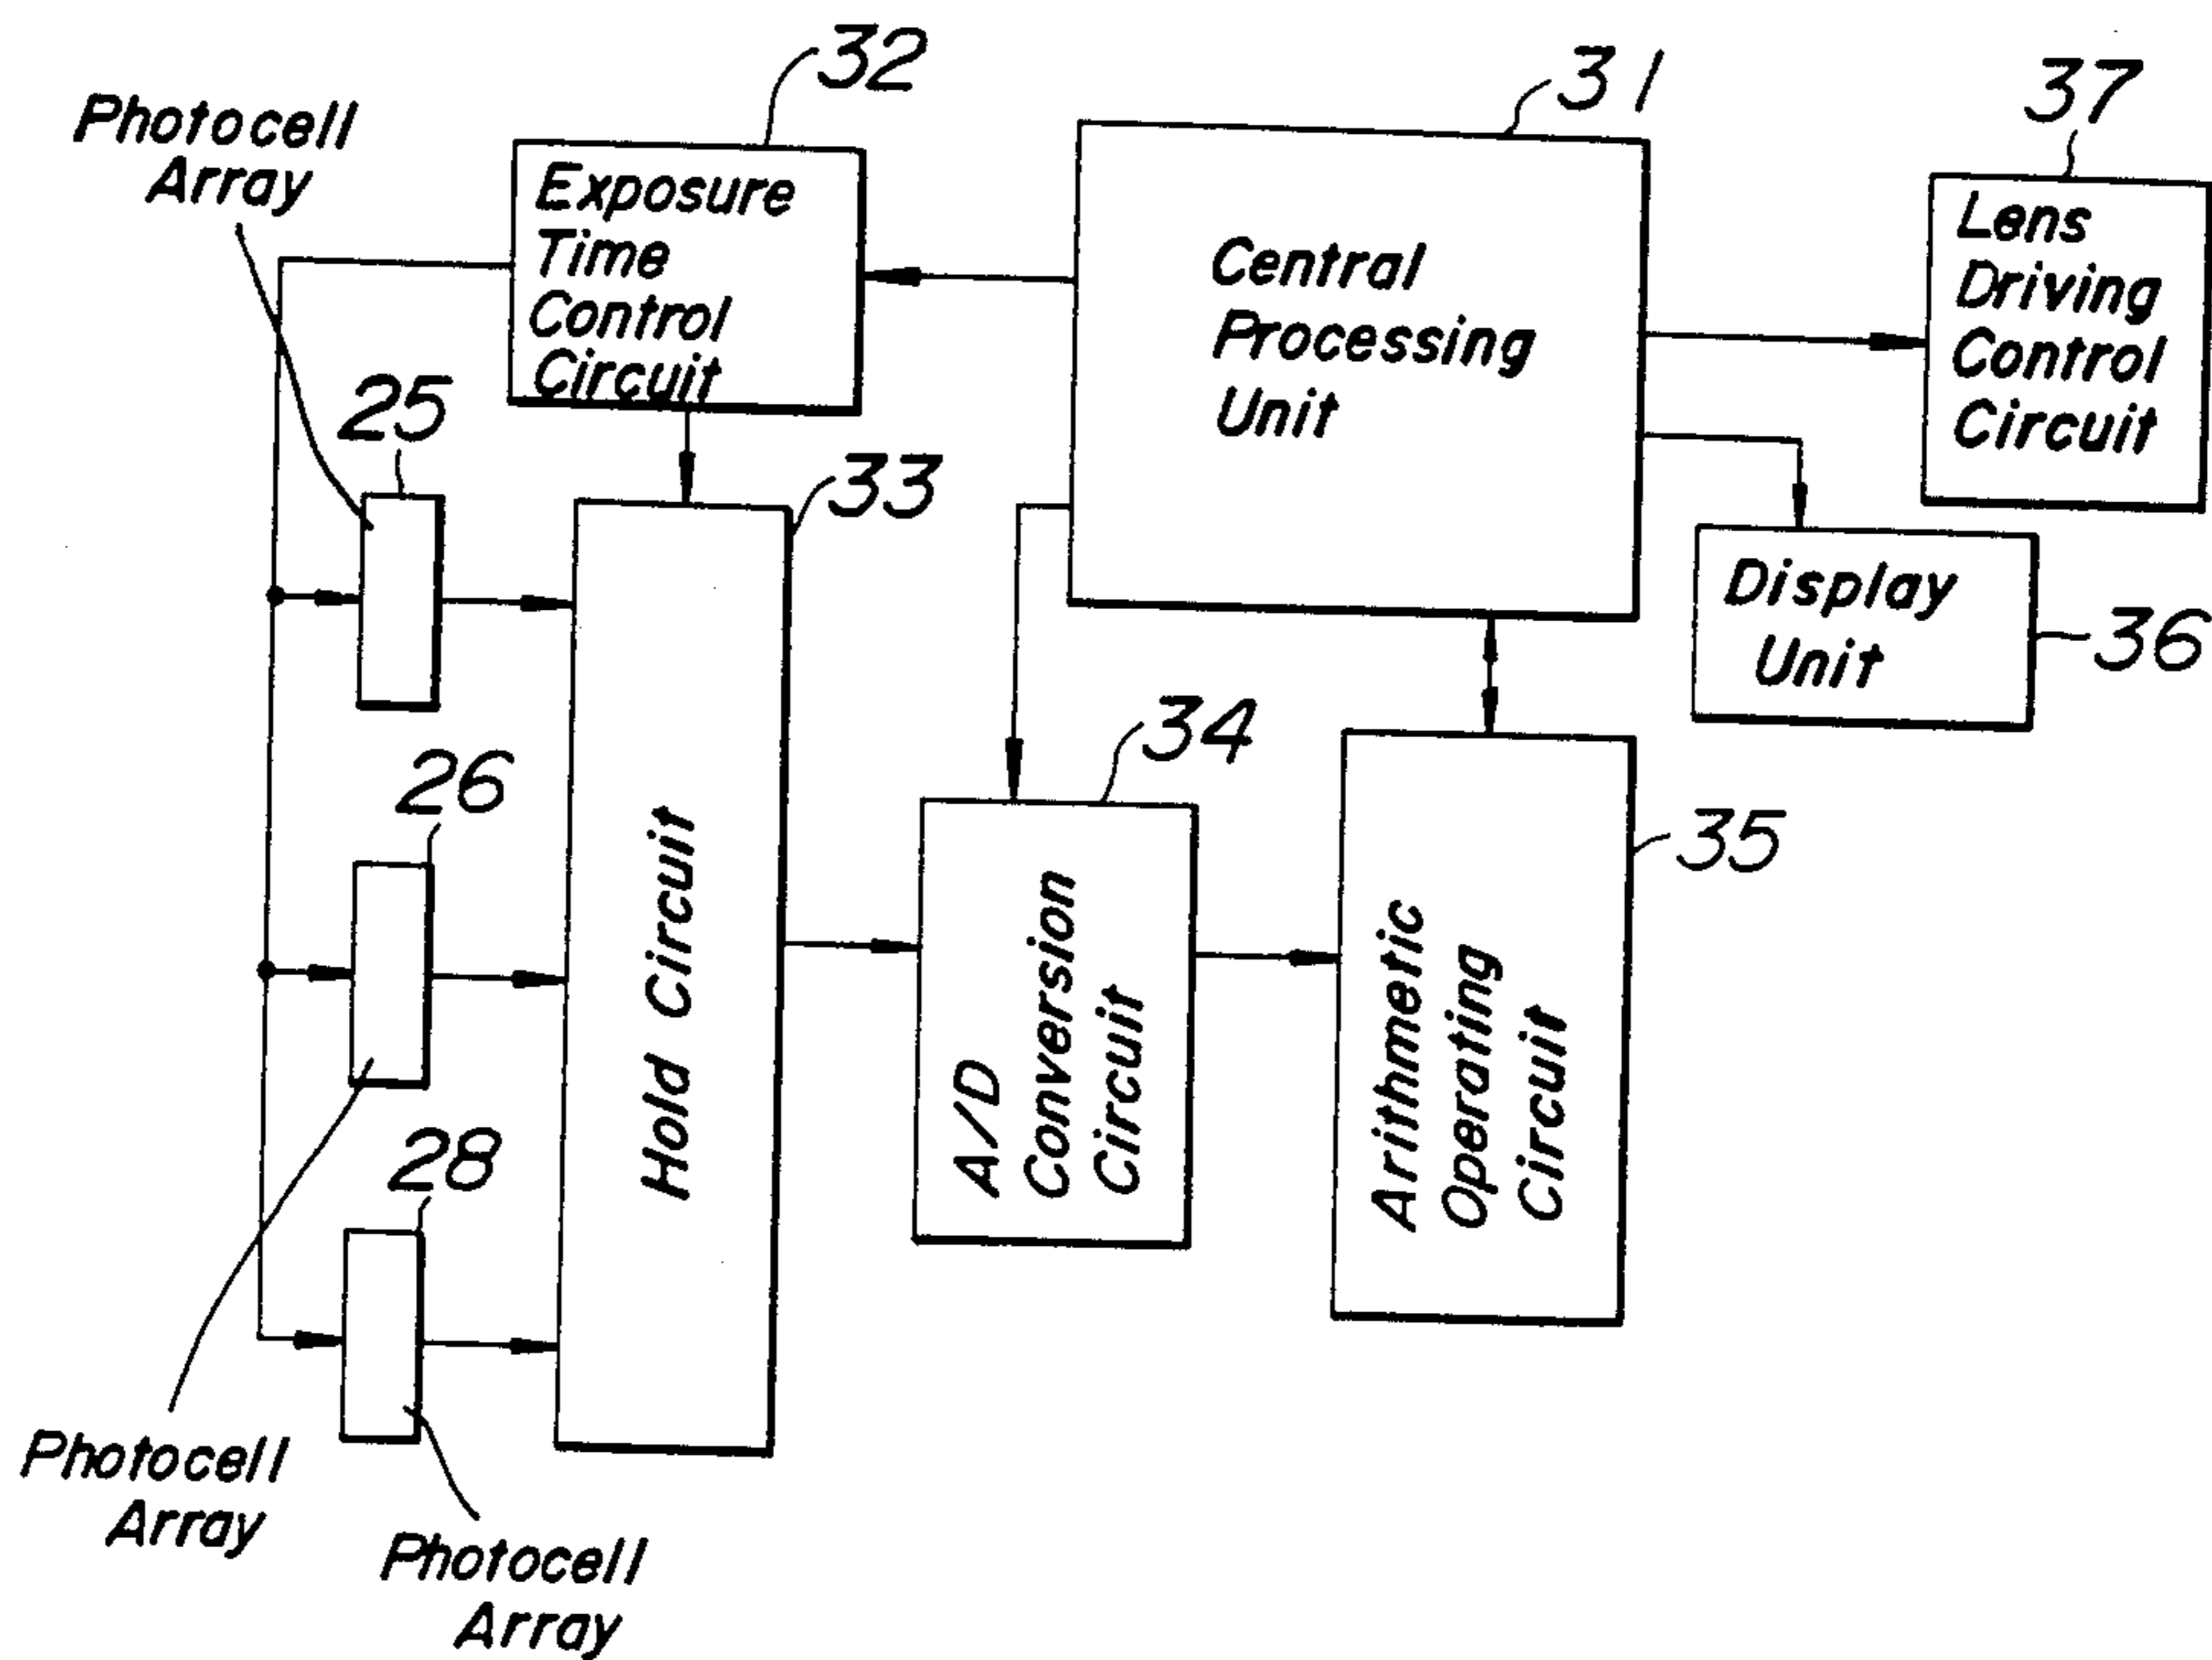 32
31
37
Photocell
Array
Exposure
Time
Control
Circuit
Central
Processing
Unit
Lens
Driving
Control
Circuit
25
33
Display
Unit
36
26
34
35
Hold Circuit
A/D
Conversion
Circuit
Arithmetic
Operating
Circuit
28
Photocell
Array
Photocell
Array